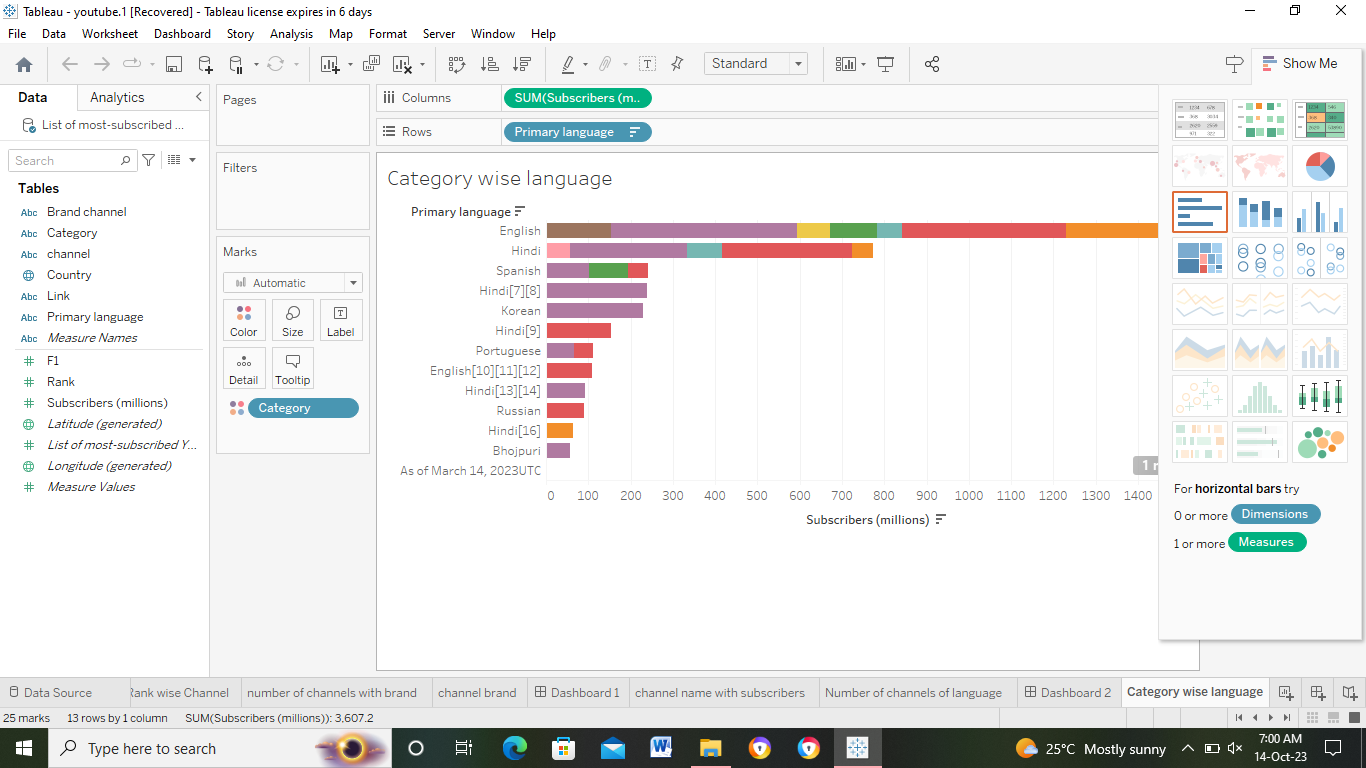 Tableau - youtube.1 [Recovered] - Tableau license expires in 6 days
File Data Worksheet Dashboard Story Analysis Map Format Server Window Help
Standard
Show Me
Data Analytics
List of most-subscribed ...
Search
Tables
Abc Brand channel
Abc Category
Abc channel
Country
Abc Link
Abc Primary language
Abc Measure Names
F1
Rank
Subscribers (millions)
Latitude (generated)
List of most-subscribed Y...
Longitude (generated)
Measure Values
Pages
Filters
Marks
Automatic
Color Size Label
Detail Tooltip
Category
Columns SUM(Subscribers (m..
Rows Primary language
Category wise language
Primary language
English
Hindi
Spanish
Hindi[7][8]
Korean
Hindi[9]
Portuguese
English[10][11][12]
Hindi[13][14]
Russian
Hindi[16]
Bhojpuri
As of March 14, 2023UTC
0 100 200 300 400 500 600 700 800 900 1000 1100 1200 1300 1400
Subscribers (millions)
For horizontal bars try
0 or more Dimensions
1 or more Measures
Data Source Rank wise Channel number of channels with brand channel brand Dashboard 1 channel name with subscribers Number of channels of language Dashboard 2 Category wise language
25 marks 13 rows by 1 column SUM(Subscribers (millions)): 3,607.2
Type here to search
25°C Mostly sunny
7:00 AM
14-Oct-23